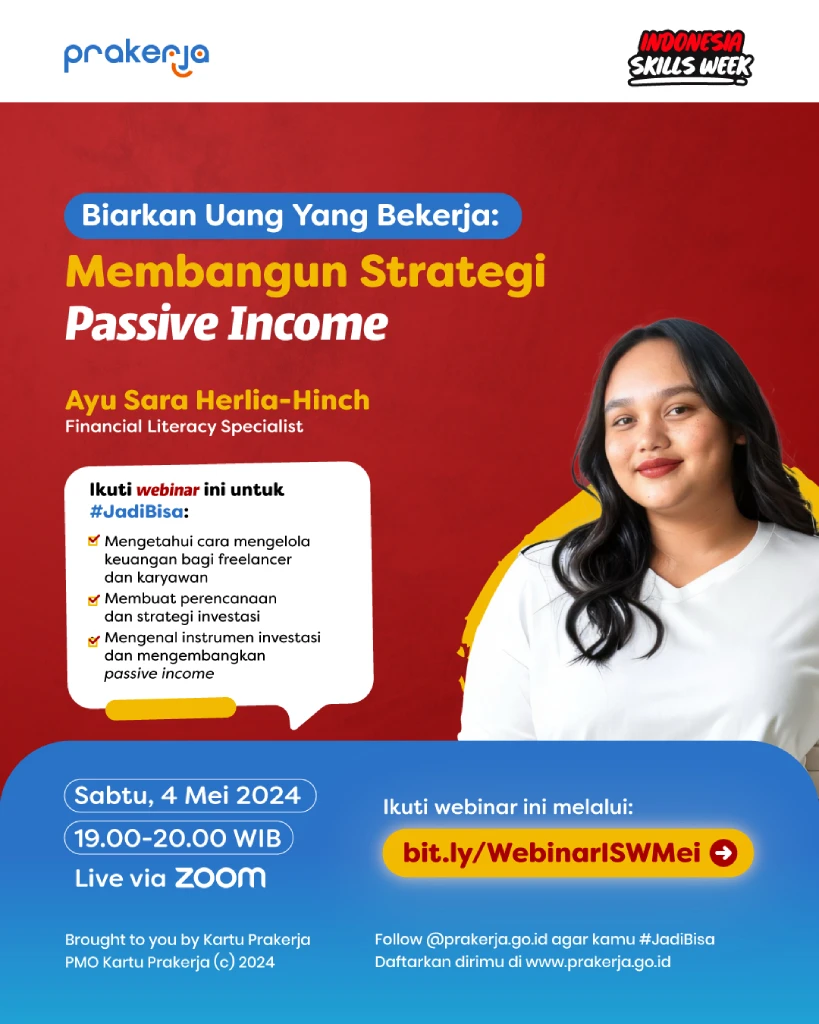 prakerja
INDONESIA
SKILLS WEEK
Biarkan Uang Yang Bekerja:
Membangun Strategi
Passive Income
Ayu Sara Herlia-Hinch
Financial Literacy Specialist
Ikuti webinar ini untuk
#JadiBisa:
Mengetahui cara mengelola
keuangan bagi freelancer
dan karyawan
Membuat perencanaan
dan strategi investasi
Mengenal instrumen investasi
dan mengembangkan
passive income
Sabtu, 4 Mei 2024
19.00-20.00 WIB
Live via zoom
Ikuti webinar ini melalui:
bit.ly/WebinarISWMei
Brought to you by Kartu Prakerja
PMO Kartu Prakerja (c) 2024
Follow @prakerja.go.id agar kamu #JadiBisa
Daftarkan dirimu di www.prakerja.go.id